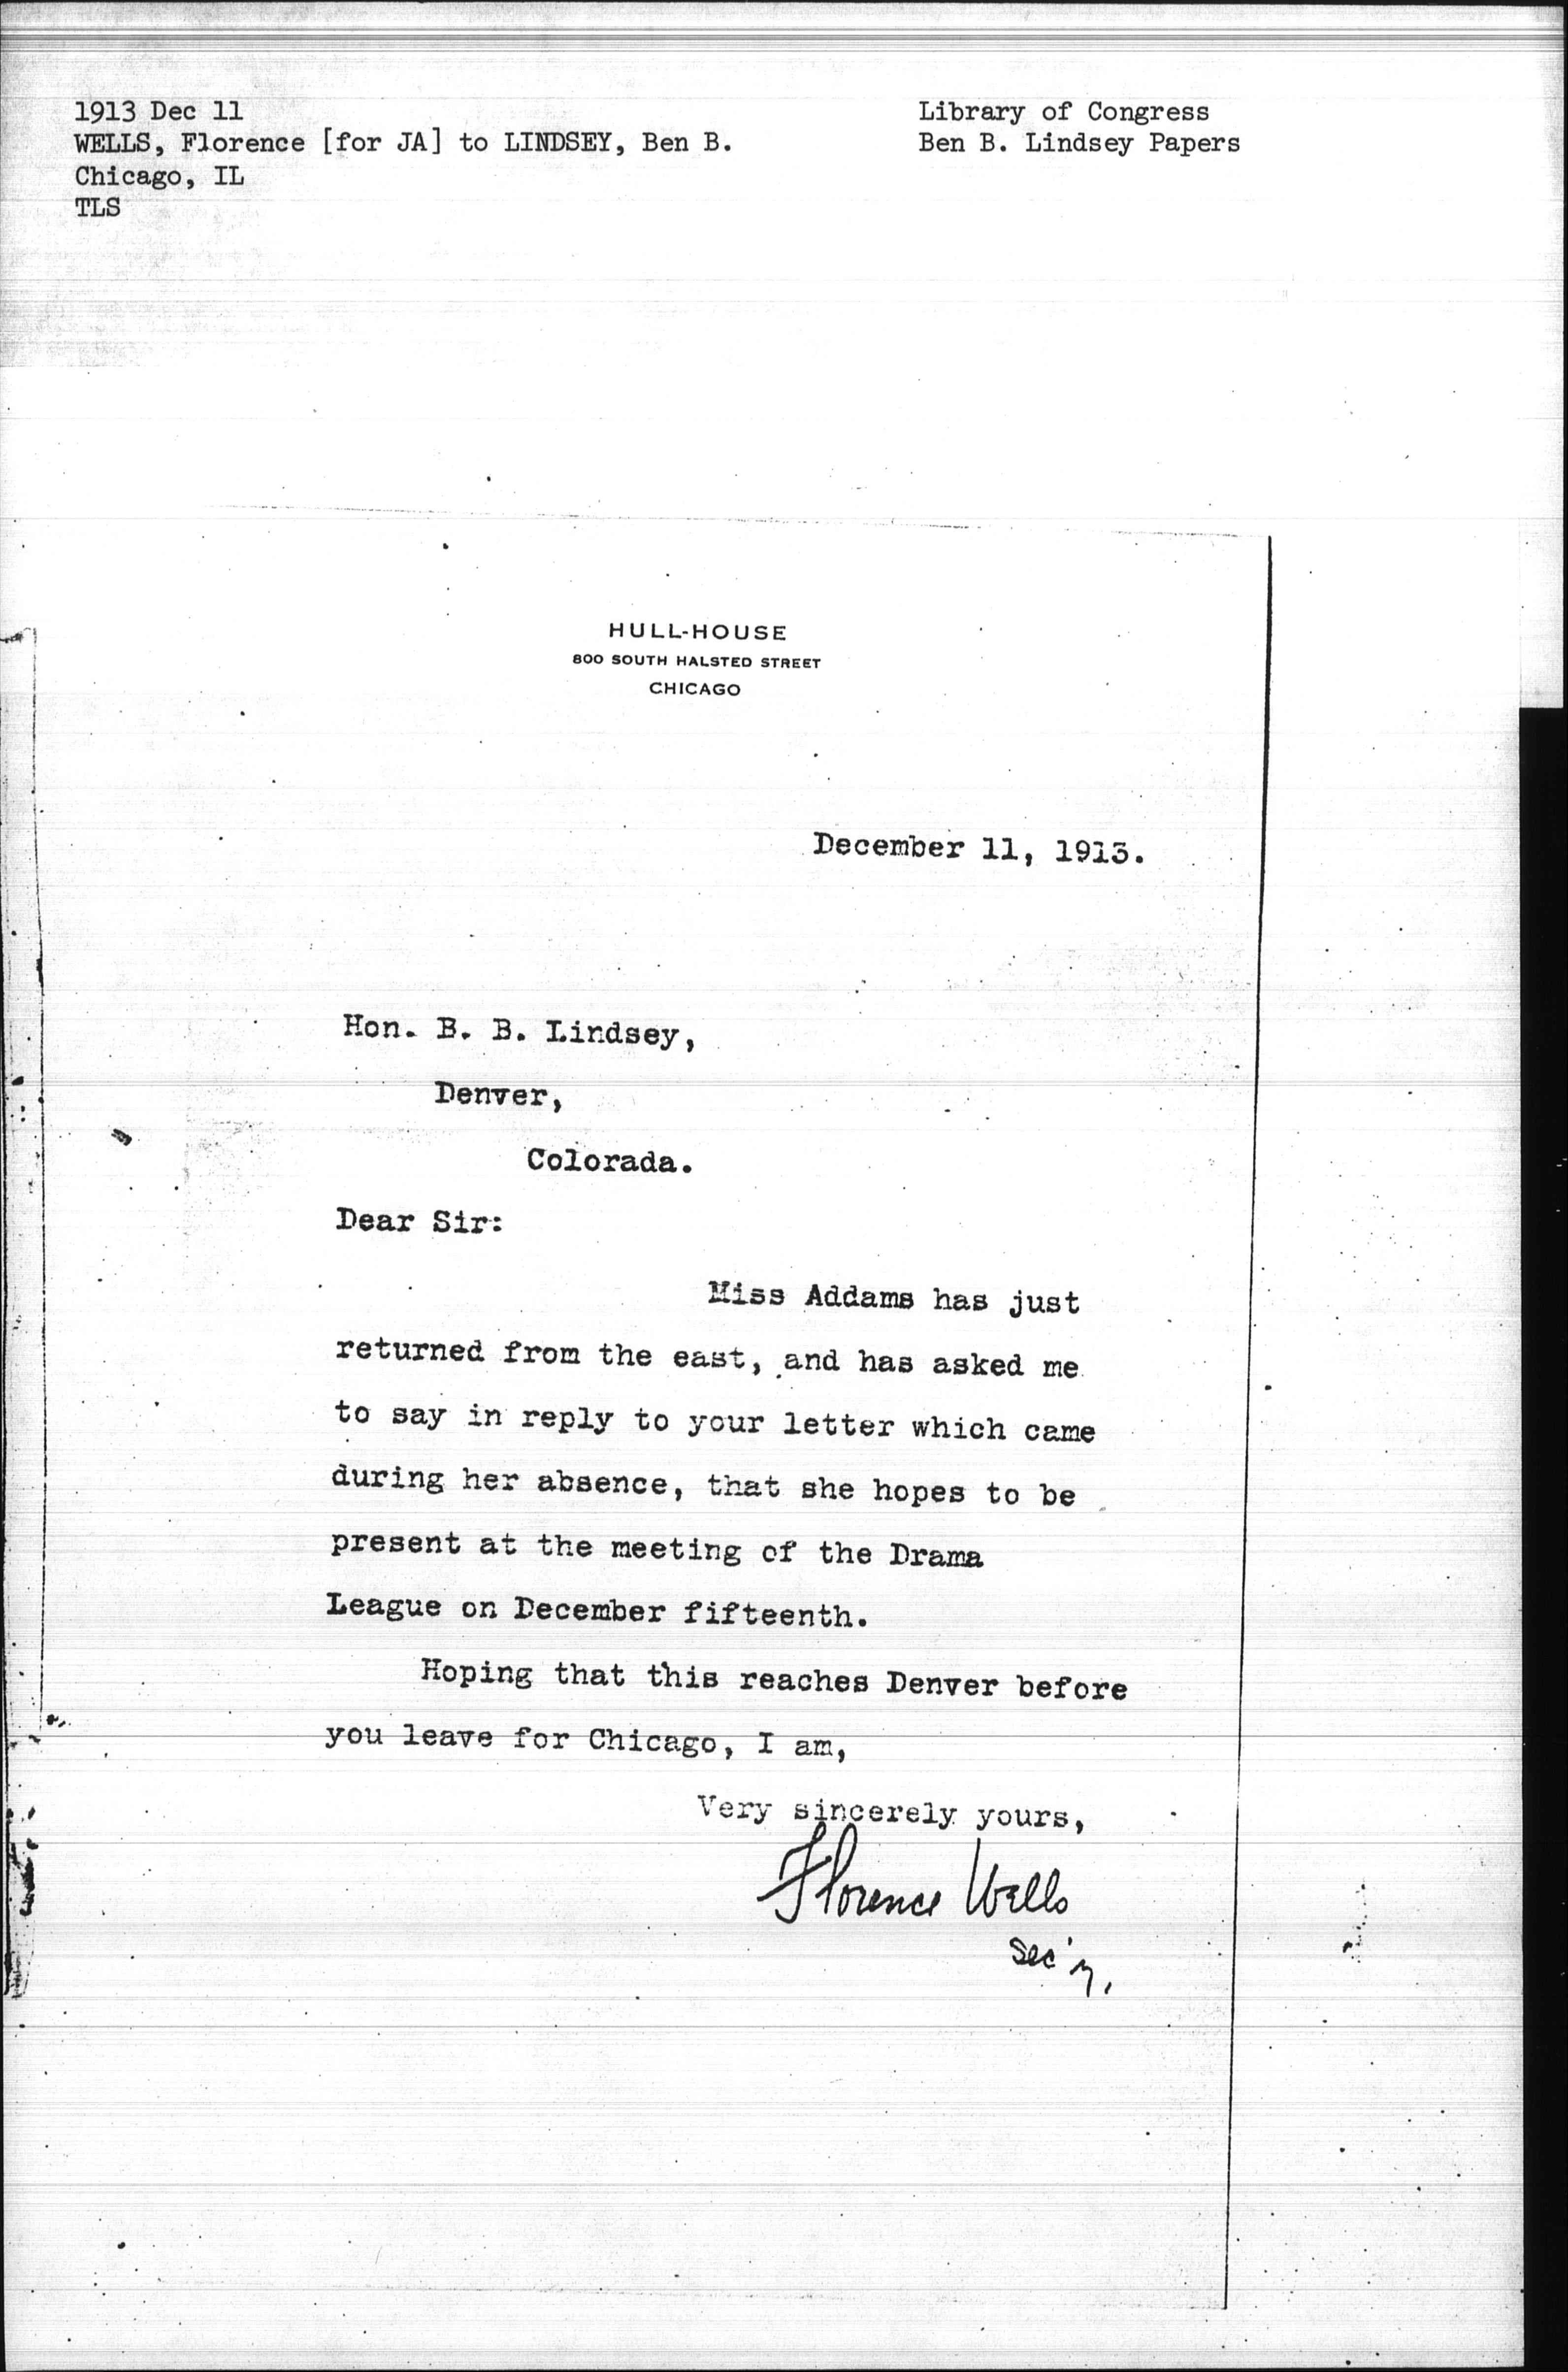 1913 Dec 11
WELLS, Florence [for JA] to LINDSEY, Ben B.
Chicago, IL
TLS
Library of Congress
Ben B. Lindsey Papers
HULL-HOUSE
800 SOUTH HALSTED STREET
CHICAGO
December 11, 1913.
Hon. B. B. Lindsey,
Denver,
Colorada.
Dear Sir:
Miss Addams has just
returned from the east, and has asked me
to say in reply to your letter which came
during her absence, that she hopes to be
present at the meeting of the Drama
League on December fifteenth.
Hoping that this reaches Denver before
you leave for Chicago, I am,
Very sincerely yours,
Florence Wells
Sec'y.